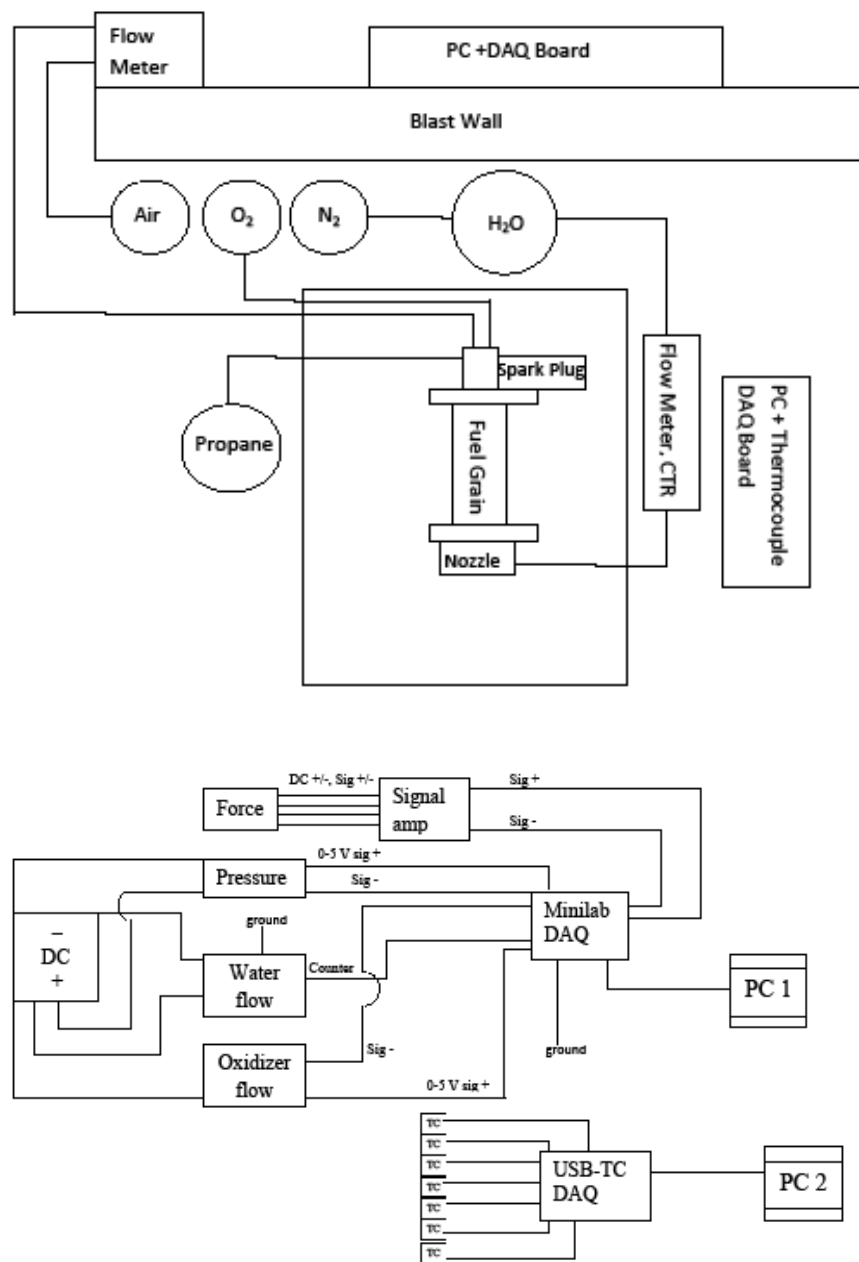 Flow
Meter
PC +DAQ Board
Blast Wall
Air
O₂
N₂
H₂O
Spark Plug
Propane
Fuel Grain
Flow Meter, CTR
PC + Thermocouple
DAQ Board
Nozzle
DC +/-, Sig +/-
Force
Signal
amp
Sig +
Sig -
0-5 V sig +
Pressure
Sig -
Minilab
DAQ
ground
–
DC
+
Water
flow
Counter
PC 1
ground
Oxidizer
flow
Sig -
0-5 V sig +
TC
TC
TC
TC
TC
TC
TC
USB-TC
DAQ
PC 2